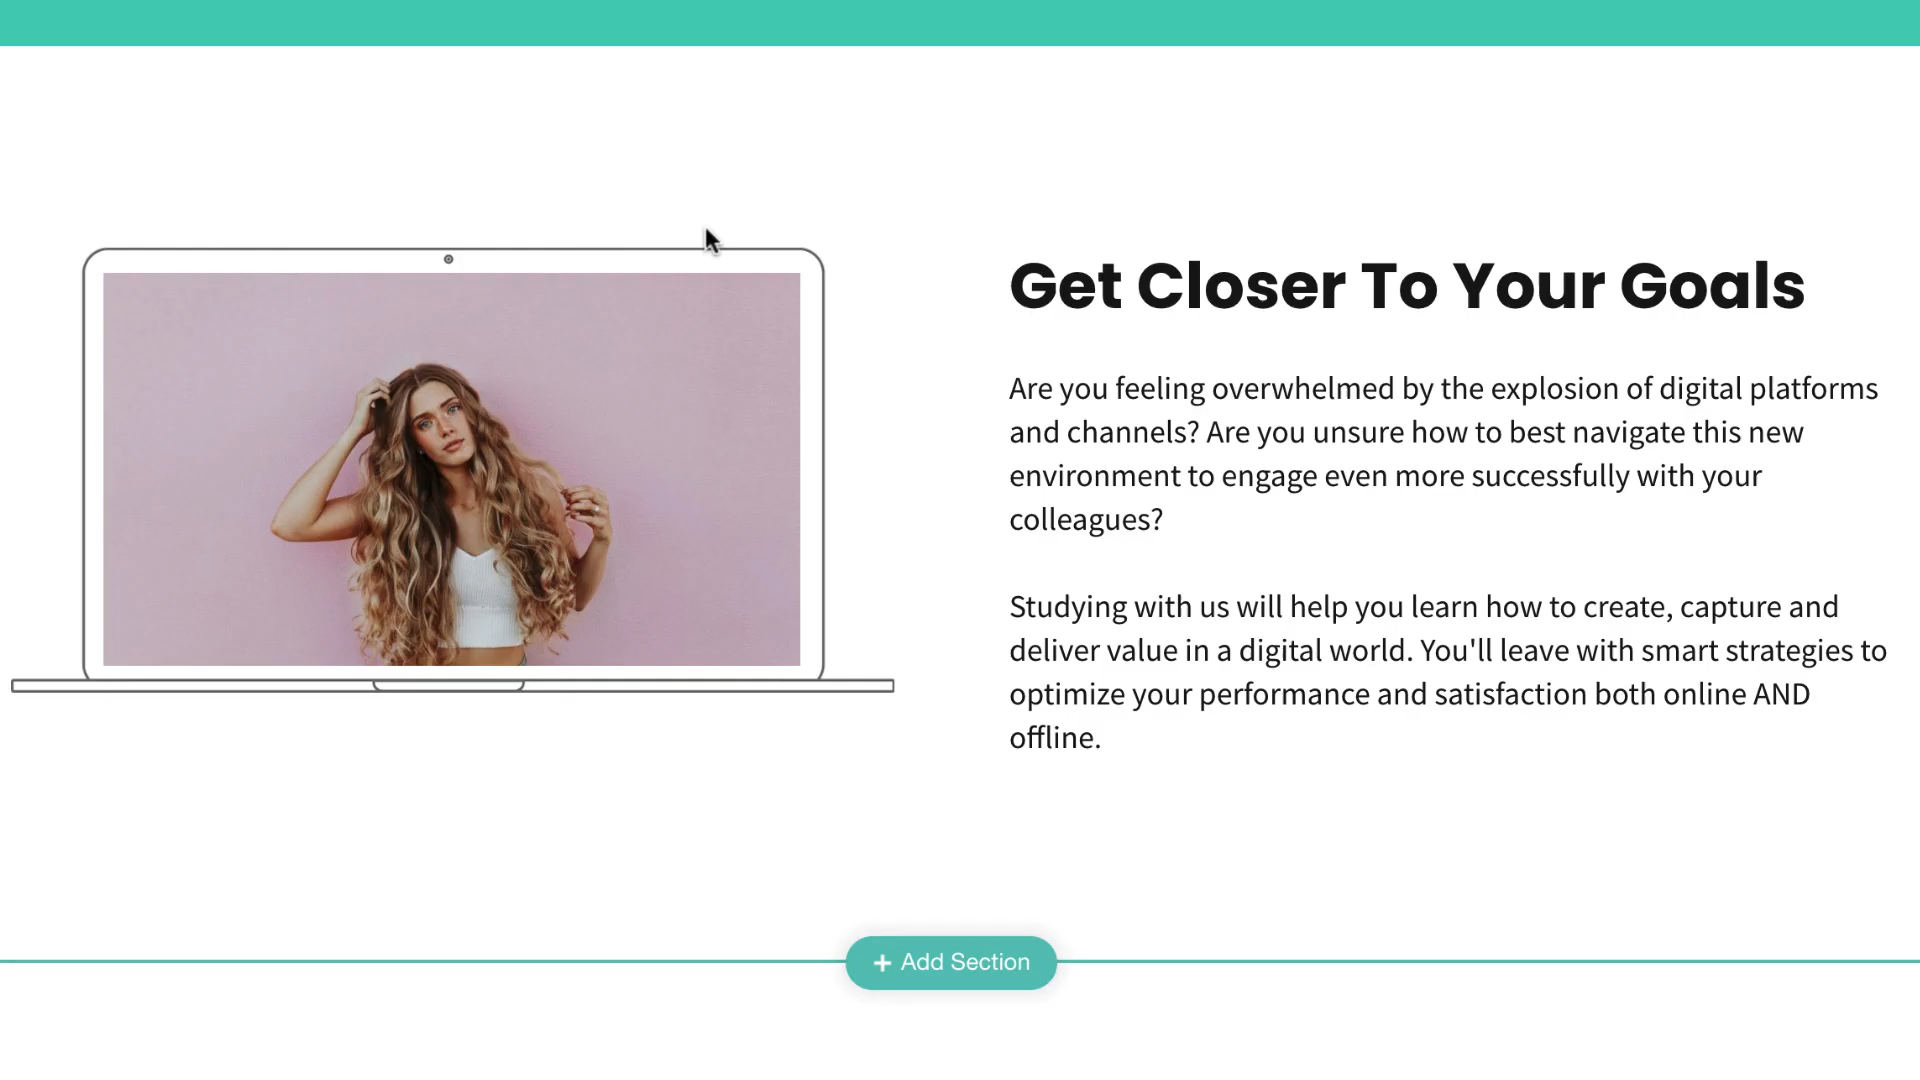 Get Closer To Your Goals
Are you feeling overwhelmed by the explosion of digital platforms
and channels? Are you unsure how to best navigate this new
environment to engage even more successfully with your
colleagues?
Studying with us will help you learn how to create, capture and
deliver value in a digital world. You'll leave with smart strategies to
optimize your performance and satisfaction both online AND
offline.
+ Add Section